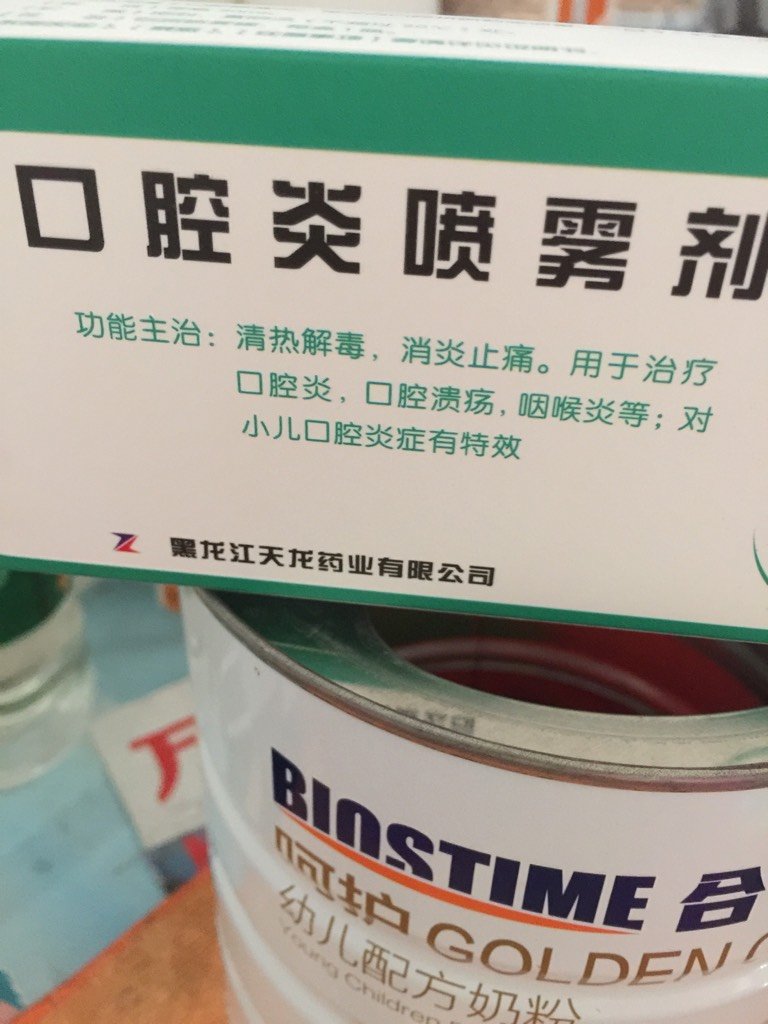 口腔炎喷雾剂
功能主治：清热解毒，消炎止痛。用于治疗
口腔炎，口腔溃疡，咽喉炎等；对
小儿口腔炎症有特效
黑龙江天龙药业有限公司
BIOSTIME 合
呵护 GOLDEN
幼儿配方奶粉
Young Children